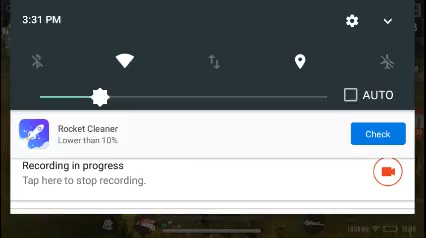 3:31 PM
AUTO
Rocket Cleaner
Lower than 10%
Check
Recording in progress
Tap here to stop recording.